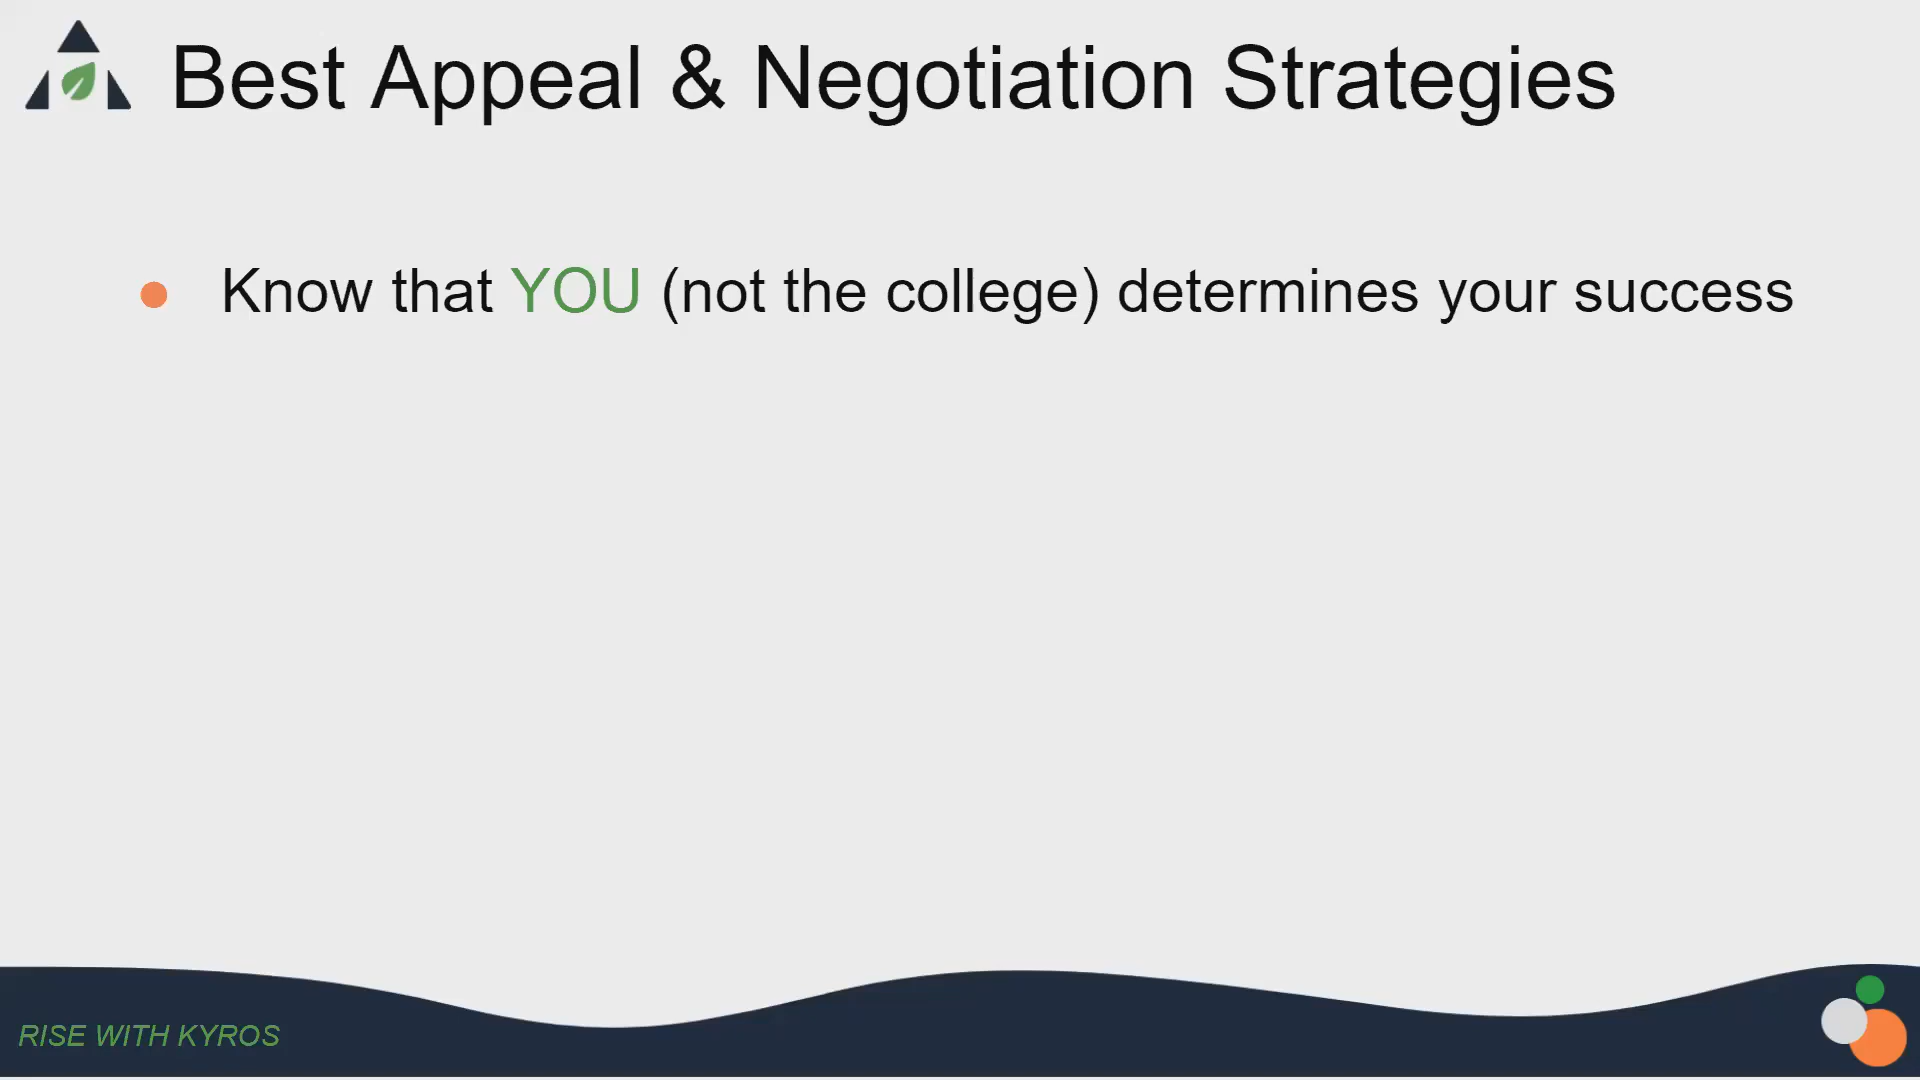 Best Appeal & Negotiation Strategies
Know that YOU (not the college) determines your success
RISE WITH KYROS